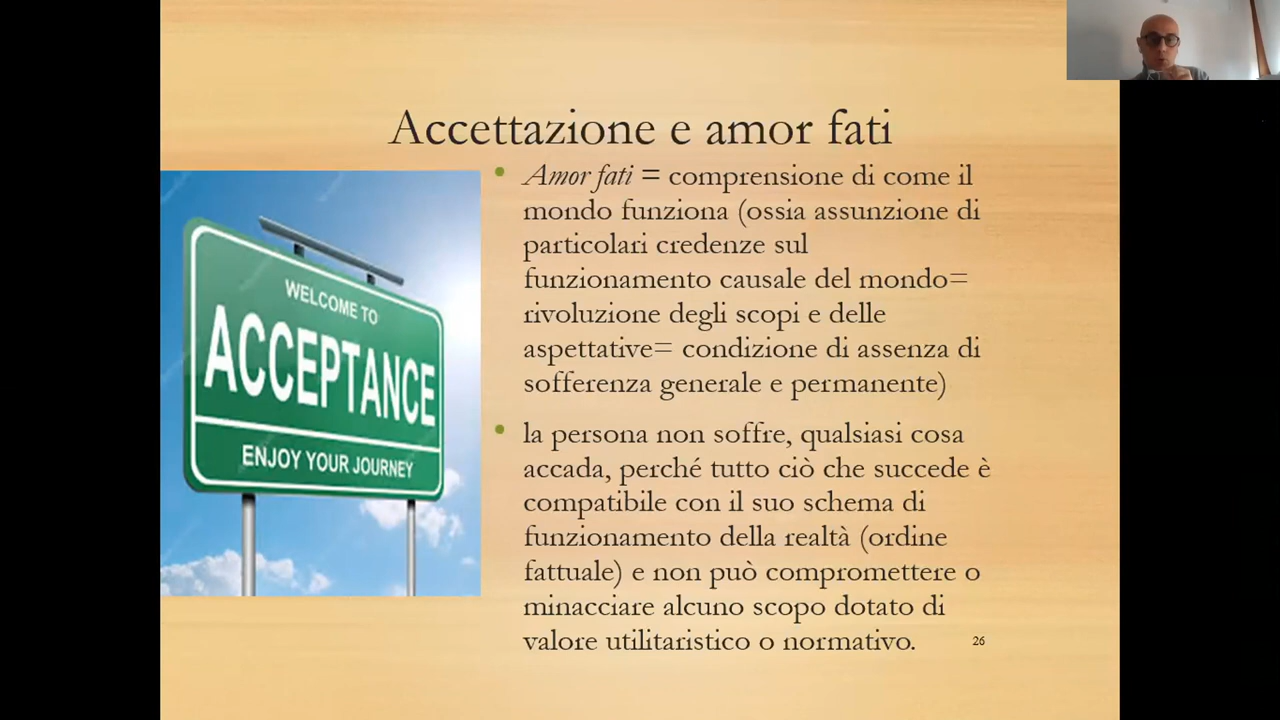 Accettazione e amor fati
Amor fati = comprensione di come il
mondo funziona (ossia assunzione di
particolari credenze sul
funzionamento causale del mondo=
rivoluzione degli scopi e delle
aspettative= condizione di assenza di
sofferenza generale e permanente)
la persona non soffre, qualsiasi cosa
accada, perché tutto ciò che succede è
compatibile con il suo schema di
funzionamento della realtà (ordine
fattuale) e non può compromettere o
minacciare alcuno scopo dotato di
valore utilitaristico o normativo.
26
WELCOME TO
ACCEPTANCE
ENJOY YOUR JOURNEY